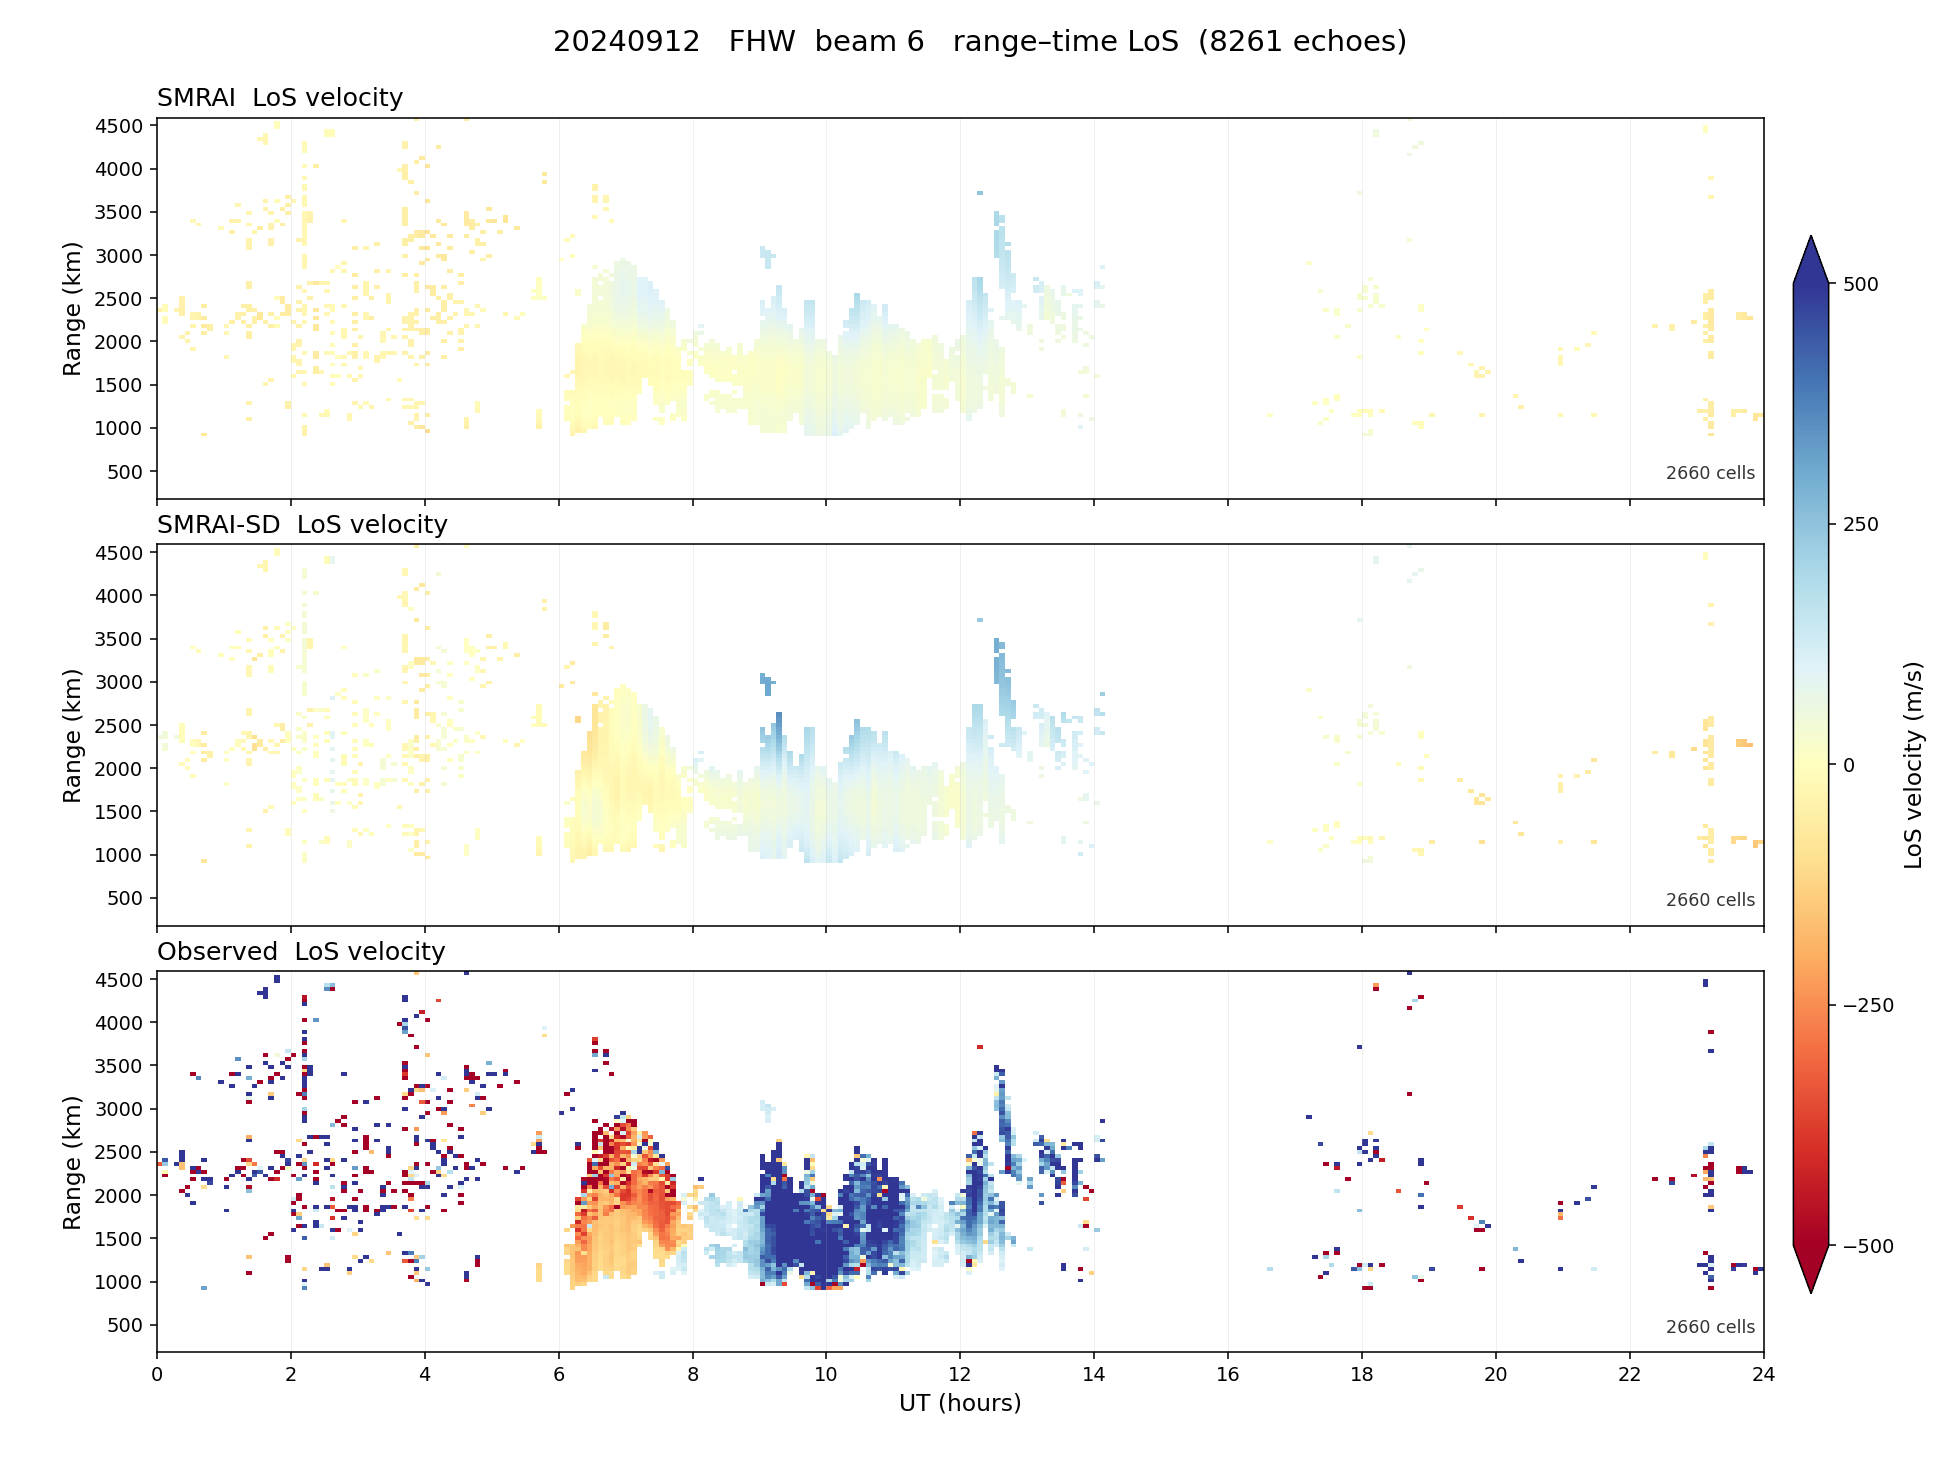 20240912   FHW  beam 6   range–time LoS  (8261 echoes)
SMRAI  LoS velocity
4500
4000
3500
3000
2500
2000
1500
1000
500
Range (km)
2660 cells
SMRAI-SD  LoS velocity
4500
4000
3500
3000
2500
2000
1500
1000
500
Range (km)
2660 cells
Observed  LoS velocity
4500
4000
3500
3000
2500
2000
1500
1000
500
Range (km)
2660 cells
0 2 4 6 8 10 12 14 16 18 20 22 24
UT (hours)
500
250
0
−250
−500
LoS velocity (m/s)